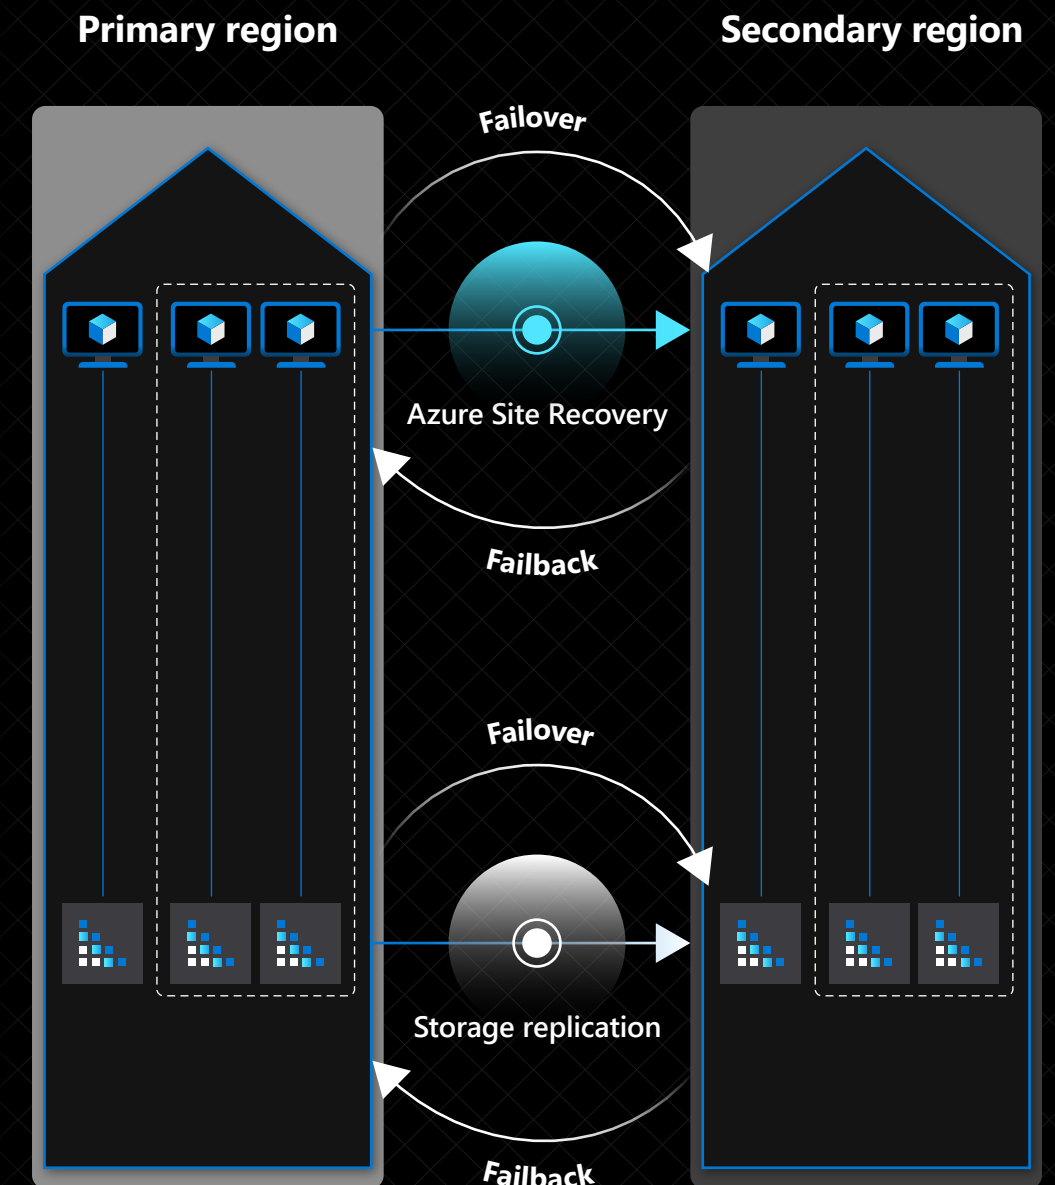 Primary region
Secondary region
Failover
Azure Site Recovery
Failback
Failover
Storage replication
Failback